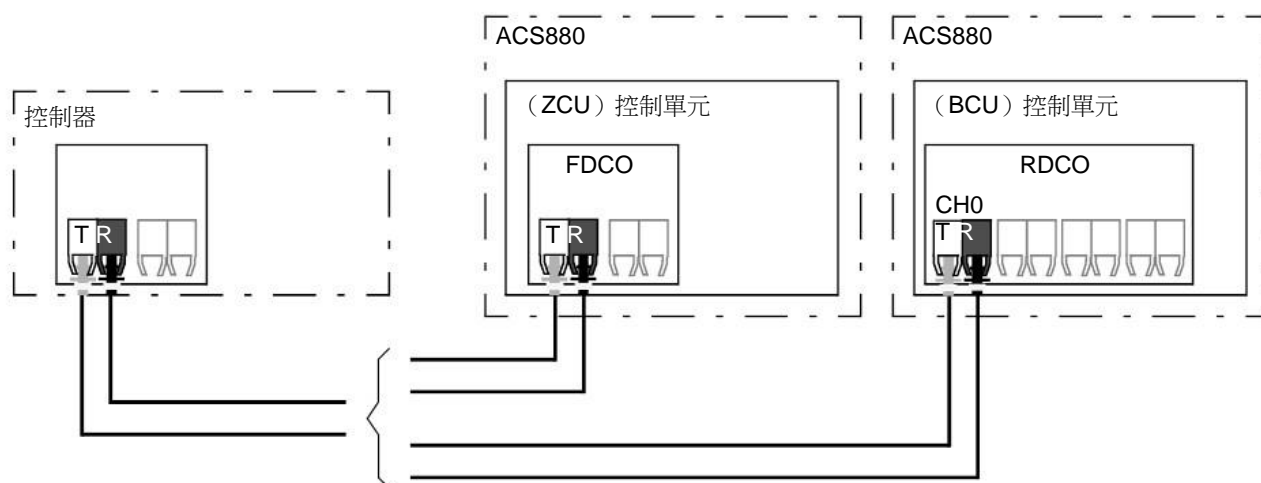 控制器
T R
ACS880
（ZCU）控制單元
FDCO
T R
ACS880
（BCU）控制單元
RDCO
CH0
T R